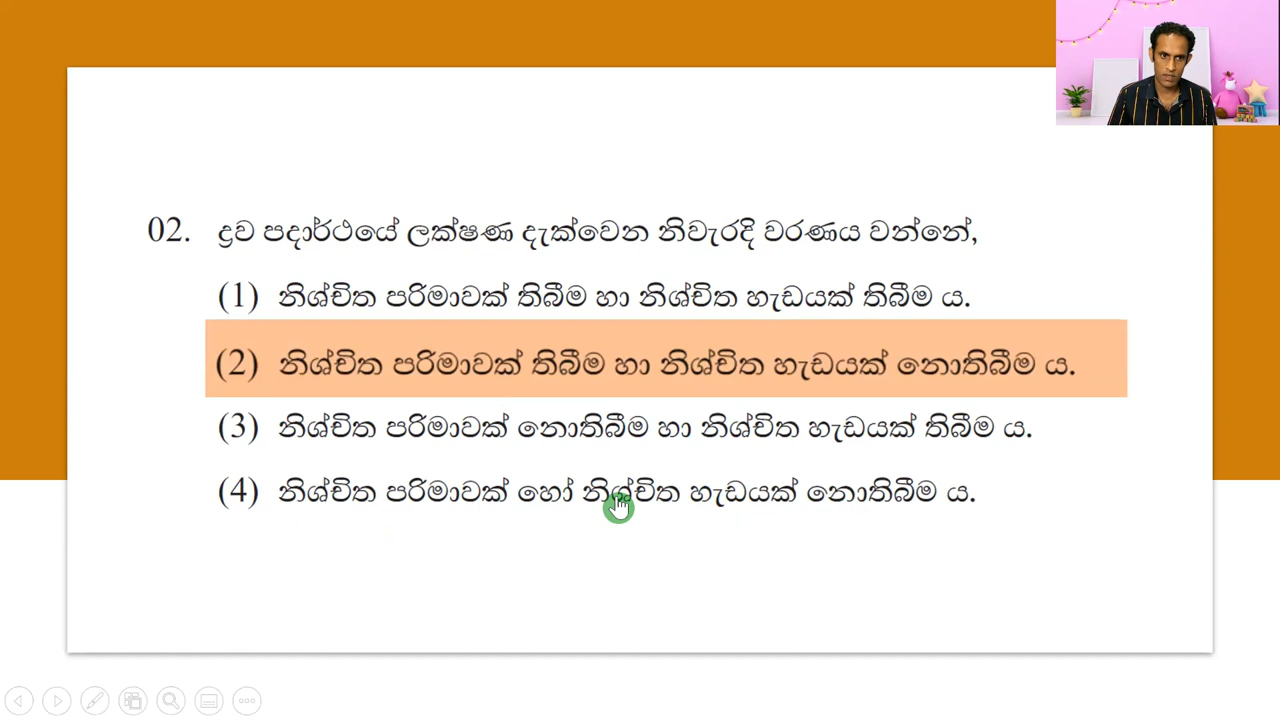 02. ද්‍රව පදාර්ථයේ ලක්ෂණ දැක්වෙන නිවැරදි වරණය වන්නේ,
(1) නිශ්චිත පරිමාවක් තිබීම හා නිශ්චිත හැඩයක් තිබීම ය.
(2) නිශ්චිත පරිමාවක් තිබීම හා නිශ්චිත හැඩයක් නොතිබීම ය.
(3) නිශ්චිත පරිමාවක් නොතිබීම හා නිශ්චිත හැඩයක් තිබීම ය.
(4) නිශ්චිත පරිමාවක් හෝ නිශ්චිත හැඩයක් නොතිබීම ය.